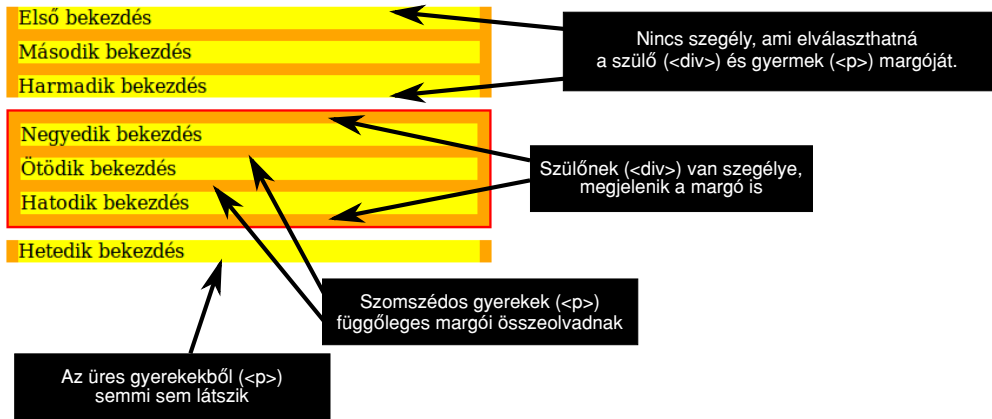 Első bekezdés
Második bekezdés
Harmadik bekezdés
Nincs szegély, ami elválaszthatná
a szülő (<div>) és gyermek (<p>) margóját.
Negyedik bekezdés
Ötödik bekezdés
Hatodik bekezdés
Szülőnek (<div>) van szegélye,
megjelenik a margó is
Hetedik bekezdés
Szomszédos gyerekek (<p>)
függőleges margói összeolvadnak
Az üres gyerekekből (<p>)
semmi sem látszik